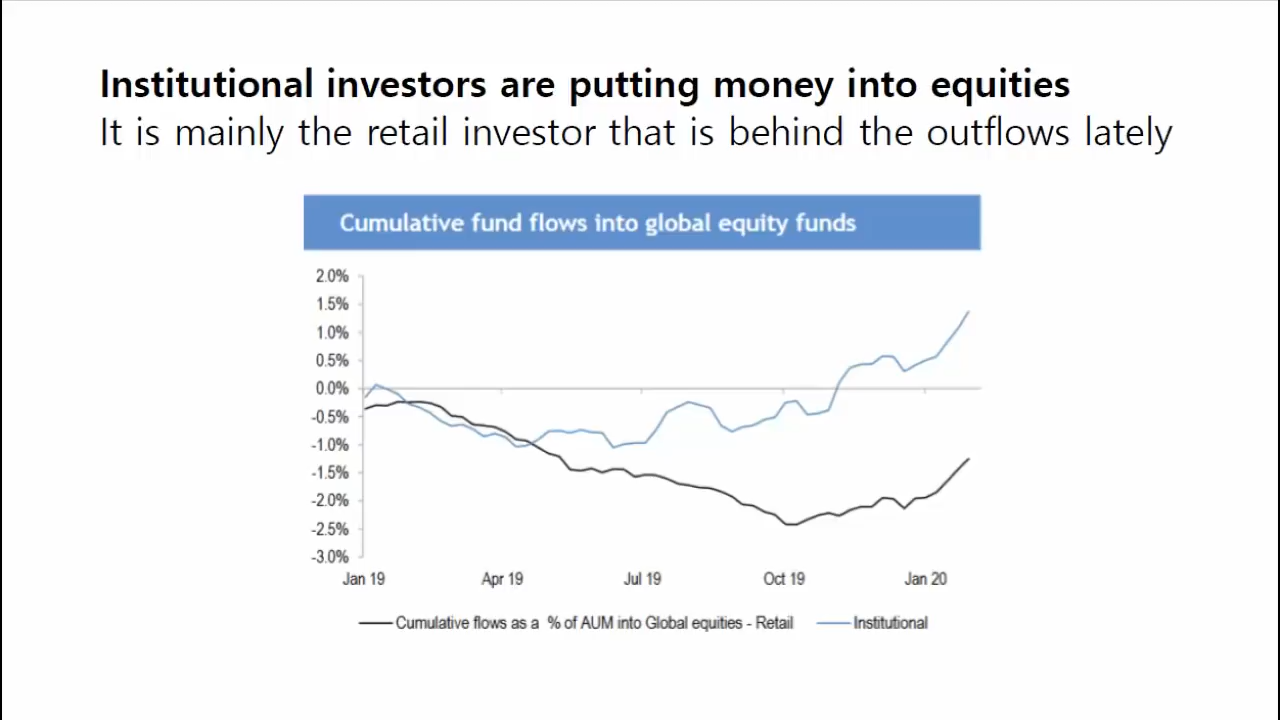 Institutional investors are putting money into equities
It is mainly the retail investor that is behind the outflows lately
Cumulative fund flows into global equity funds
2.0%
1.5%
1.0%
0.5%
0.0%
-0.5%
-1.0%
-1.5%
-2.0%
-2.5%
-3.0%
Jan 19 Apr 19 Jul 19 Oct 19 Jan 20
Cumulative flows as a % of AUM into Global equities - Retail Institutional